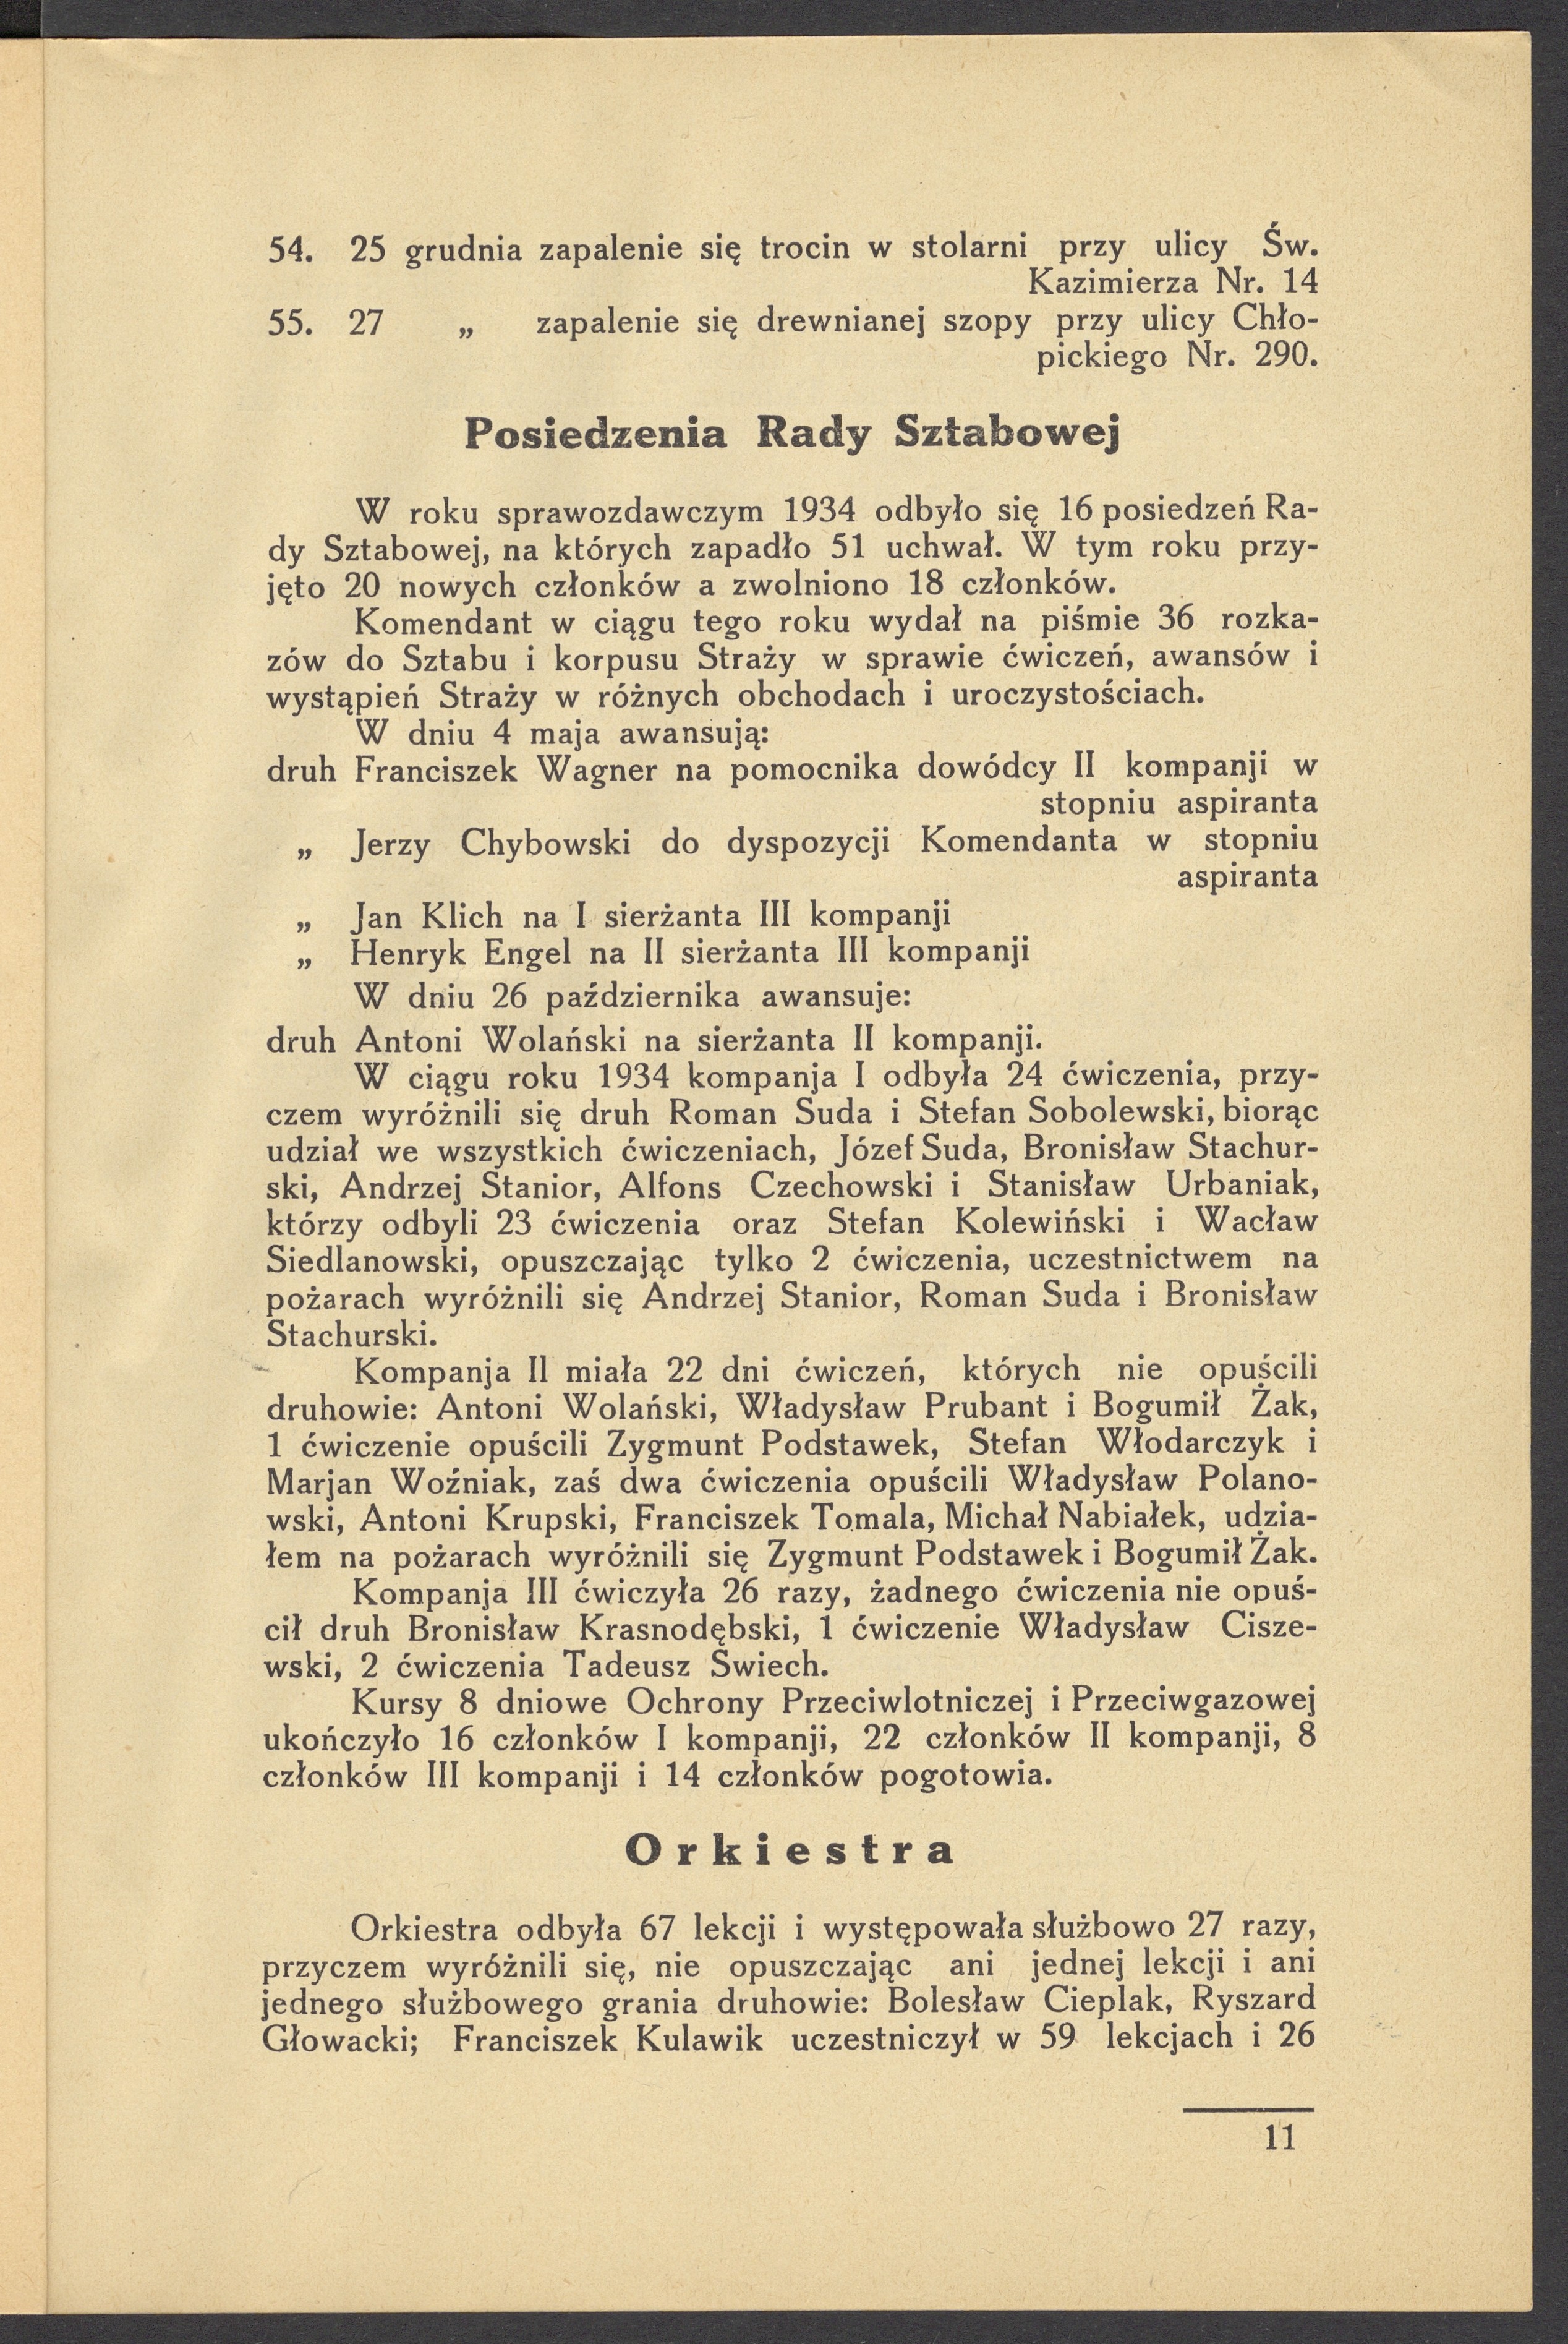 54. 25 grudnia zapalenie się trocin w stolarni przy ulicy Św.
Kazimierza Nr. 14
55. 27 „ zapalenie się drewnianej szopy przy ulicy Chło-
pickiego Nr. 290.
Posiedzenia Rady Sztabowej
W roku sprawozdawczym 1934 odbyło się 16 posiedzeń Ra-
dy Sztabowej, na których zapadło 51 uchwał. W tym roku przy-
jęto 20 nowych członków a zwolniono 18 członków.
Komendant w ciągu tego roku wydał na piśmie 36 rozka-
zów do Sztabu i korpusu Straży w sprawie ćwiczeń, awansów i
wystąpień Straży w różnych obchodach i uroczystościach.
W dniu 4 maja awansują:
druh Franciszek Wagner na pomocnika dowódcy II kompanji w
stopniu aspiranta
„ Jerzy Chybowski do dyspozycji Komendanta w stopniu
aspiranta
„ Jan Klich na I sierżanta III kompanji
„ Henryk Engel na II sierżanta III kompanji
W dniu 26 października awansuje:
druh Antoni Wolański na sierżanta II kompanji.
W ciągu roku 1934 kompanja I odbyła 24 ćwiczenia, przy-
czem wyróżnili się druh Roman Suda i Stefan Sobolewski, biorąc
udział we wszystkich ćwiczeniach, Józef Suda, Bronisław Stachur-
ski, Andrzej Stanior, Alfons Czechowski i Stanisław Urbaniak,
którzy odbyli 23 ćwiczenia oraz Stefan Kolewiński i Wacław
Siedlanowski, opuszczając tylko 2 ćwiczenia, uczestnictwem na
pożarach wyróżnili się Andrzej Stanior, Roman Suda i Bronisław
Stachurski.
Kompanja II miała 22 dni ćwiczeń, których nie opuścili
druhowie: Antoni Wolański, Władysław Prubant i Bogumił Żak,
1 ćwiczenie opuścili Zygmunt Podstawek, Stefan Włodarczyk i
Marjan Woźniak, zaś dwa ćwiczenia opuścili Władysław Polano-
wski, Antoni Krupski, Franciszek Tomala, Michał Nabiałek, udzia-
łem na pożarach wyróżnili się Zygmunt Podstawek i Bogumił Żak.
Kompanja III ćwiczyła 26 razy, żadnego ćwiczenia nie opuś-
cił druh Bronisław Krasnodębski, 1 ćwiczenie Władysław Cisze-
wski, 2 ćwiczenia Tadeusz Swiech.
Kursy 8 dniowe Ochrony Przeciwlotniczej i Przeciwgazowej
ukończyło 16 członków I kompanji, 22 członków II kompanji, 8
członków III kompanji i 14 członków pogotowia.
Orkiestra
Orkiestra odbyła 67 lekcji i występowała służbowo 27 razy,
przyczem wyróżnili się, nie opuszczając ani jednej lekcji i ani
jednego służbowego grania druhowie: Bolesław Cieplak, Ryszard
Głowacki; Franciszek Kulawik uczestniczył w 59 lekcjach i 26
11